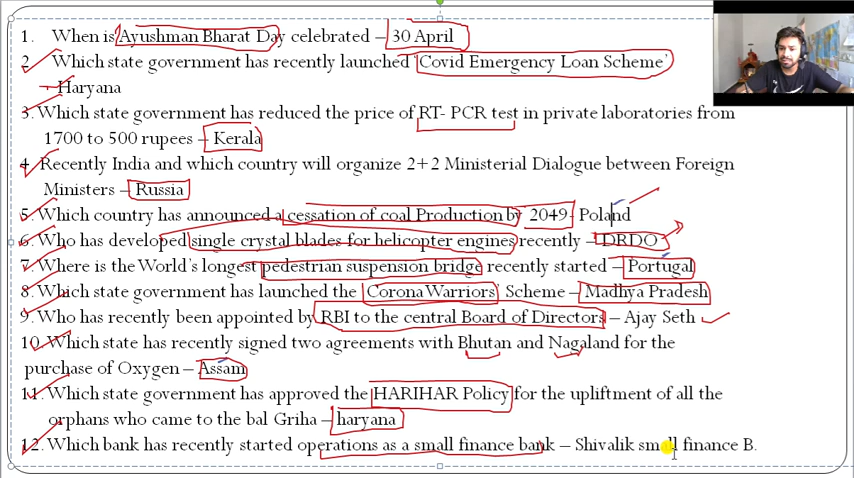 1. When is Ayushman Bharat Day celebrated – 30 April
2. Which state government has recently launched 'Covid Emergency Loan Scheme'
– Haryana
3. Which state government has reduced the price of RT- PCR test in private laboratories from
1700 to 500 rupees – Kerala
4. Recently India and which country will organize 2+2 Ministerial Dialogue between Foreign
Ministers – Russia
5. Which country has announced a cessation of coal Production by 2049- Poland
6. Who has developed single crystal blades for helicopter engines recently – DRDO
7. Where is the World's longest pedestrian suspension bridge recently started – Portugal
8. Which state government has launched the 'Corona Warriors' Scheme – Madhya Pradesh
9. Who has recently been appointed by RBI to the central Board of Directors – Ajay Seth
10. Which state has recently signed two agreements with Bhutan and Nagaland for the
purchase of Oxygen – Assam
11. Which state government has approved the HARIHAR Policy for the upliftment of all the
orphans who came to the bal Griha – haryana
12. Which bank has recently started operations as a small finance bank – Shivalik small finance B.